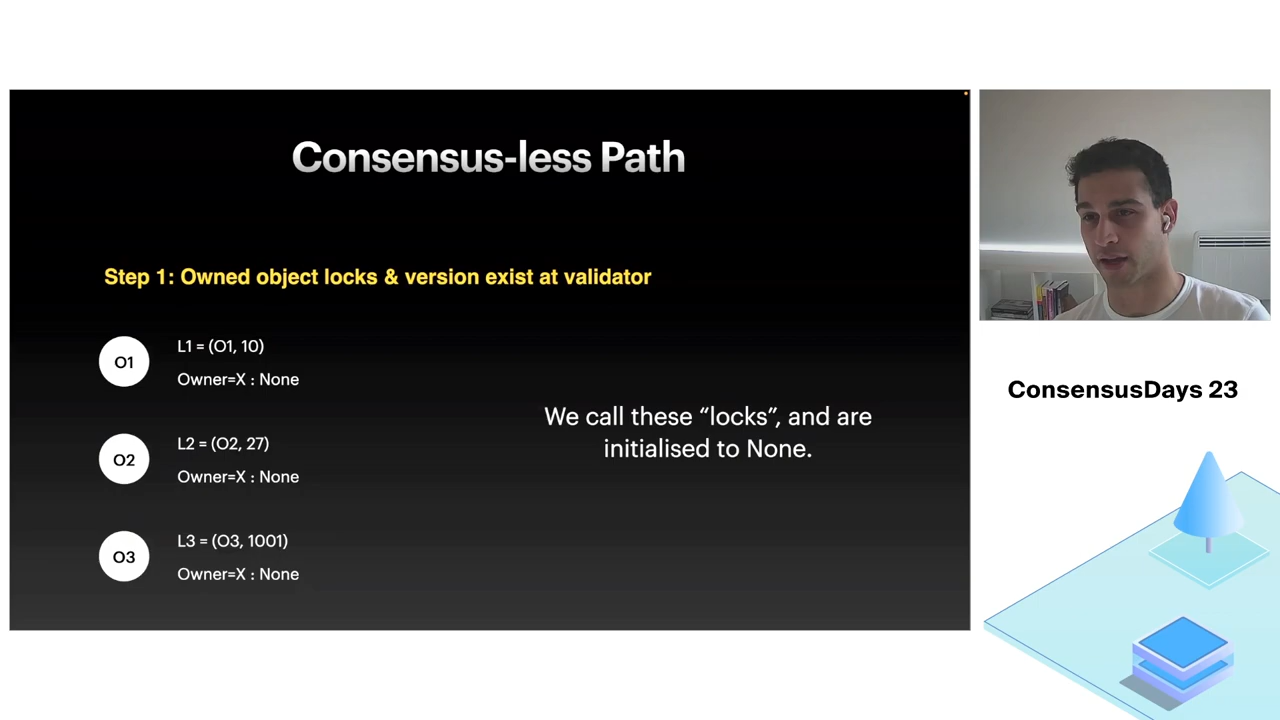 Consensus-less Path
Step 1: Owned object locks & version exist at validator
O1
L1 = (O1, 10)
Owner=X : None
O2
L2 = (O2, 27)
Owner=X : None
O3
L3 = (O3, 1001)
Owner=X : None
We call these “locks”, and are
initialised to None.
ConsensusDays 23